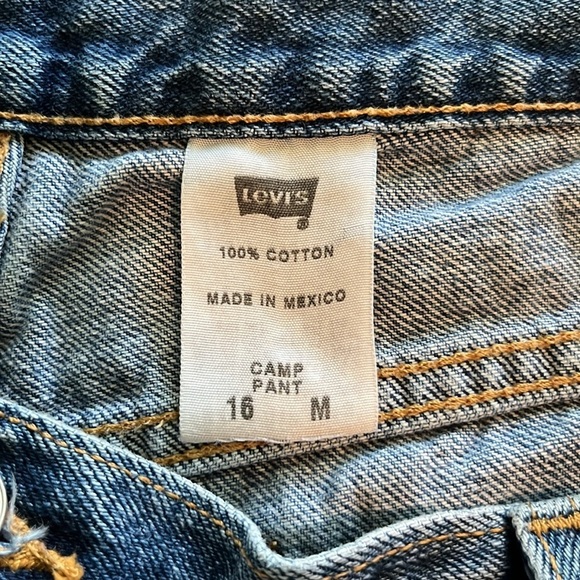 Levi's
®
100% COTTON
MADE IN MEXICO
CAMP
PANT
16 M